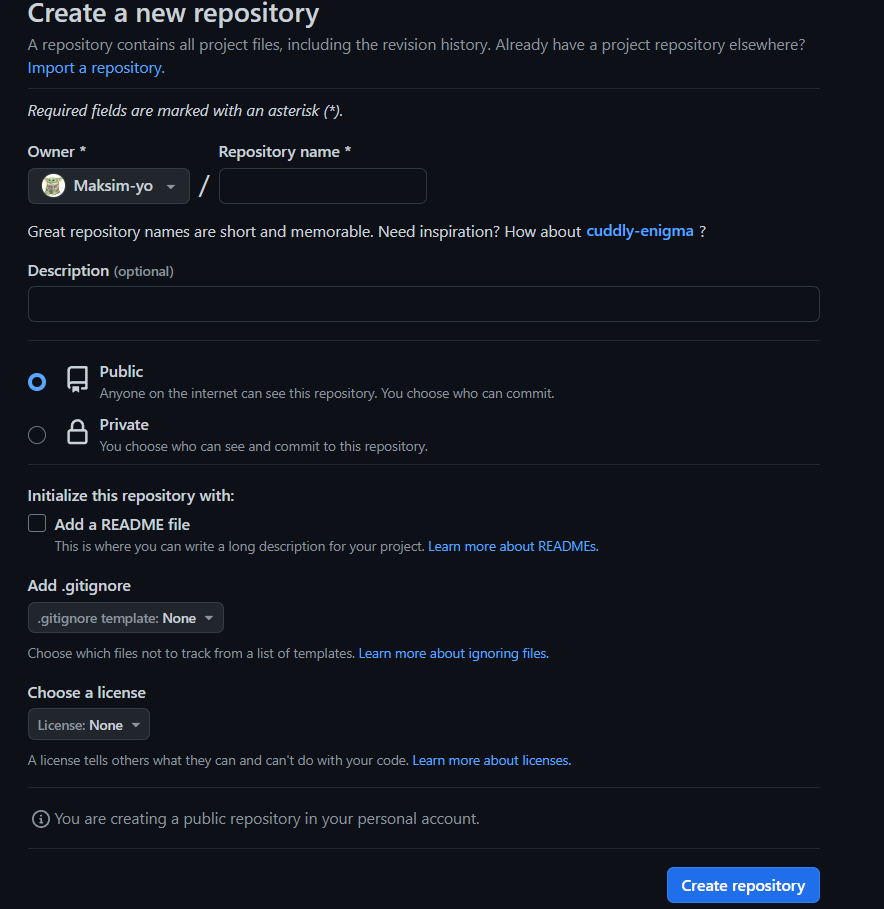 Create a new repository
A repository contains all project files, including the revision history. Already have a project repository elsewhere?
Import a repository.
Required fields are marked with an asterisk (*).
Owner * Repository name *
Maksim-yo /
Great repository names are short and memorable. Need inspiration? How about cuddly-enigma ?
Description (optional)
Public
Anyone on the internet can see this repository. You choose who can commit.
Private
You choose who can see and commit to this repository.
Initialize this repository with:
Add a README file
This is where you can write a long description for your project. Learn more about READMEs.
Add .gitignore
.gitignore template: None
Choose which files not to track from a list of templates. Learn more about ignoring files.
Choose a license
License: None
A license tells others what they can and can't do with your code. Learn more about licenses.
You are creating a public repository in your personal account.
Create repository